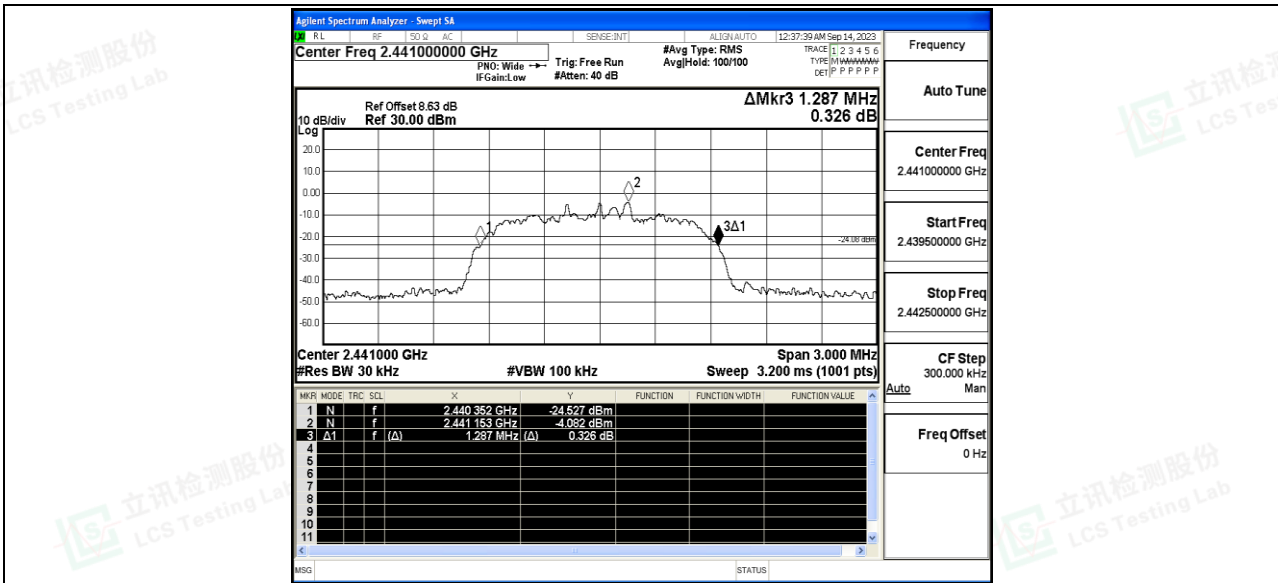 Agilent Spectrum Analyzer - Swept SA
LXI RL RF 50 Ω AC SENSE:INT ALIGNAUTO 12:37:39 AM Sep 14, 2023
Center Freq 2.441000000 GHz #Avg Type: RMS TRACE 1 2 3 4 5 6
PNO: Wide Trig: Free Run Avg|Hold: 100/100 TYPE M WWWWW
IFGain:Low #Atten: 40 dB DET P P P P P P
Frequency
Auto Tune
Center Freq
2.441000000 GHz
Start Freq
2.439500000 GHz
Stop Freq
2.442500000 GHz
CF Step
300.000 kHz
Auto Man
Freq Offset
0 Hz
ΔMkr3 1.287 MHz
0.326 dB
Ref Offset 8.63 dB
10 dB/div Ref 30.00 dBm
Log
20.0
10.0
0.00
-10.0
-20.0
-30.0
-40.0
-50.0
-60.0
1
2
3Δ1
-24.08 dBm
Center 2.441000 GHz Span 3.000 MHz
#Res BW 30 kHz #VBW 100 kHz Sweep 3.200 ms (1001 pts)
MKR MODE TRC SCL X Y FUNCTION FUNCTION WIDTH FUNCTION VALUE
1 N f 2.440 352 GHz -24.527 dBm
2 N f 2.441 153 GHz -4.082 dBm
3 Δ1 f (Δ) 1.287 MHz (Δ) 0.326 dB
4
5
6
7
8
9
10
11
MSG STATUS
立讯检测股份
LCS Testing Lab
立讯检测股份
LCS Testing Lab
立讯检测股份
LCS Testing Lab